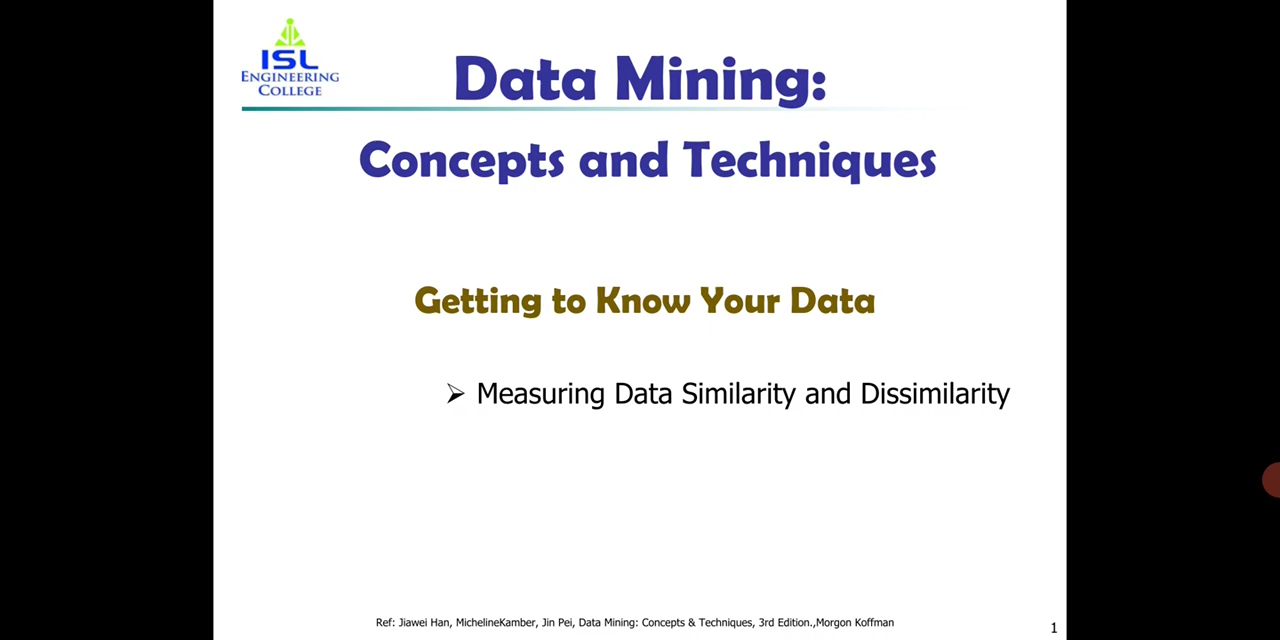 ISL
ENGINEERING
COLLEGE
Data Mining:
Concepts and Techniques
Getting to Know Your Data
➢ Measuring Data Similarity and Dissimilarity
Ref: Jiawei Han, MichelineKamber, Jin Pei, Data Mining: Concepts & Techniques, 3rd Edition.,Morgon Koffman
1